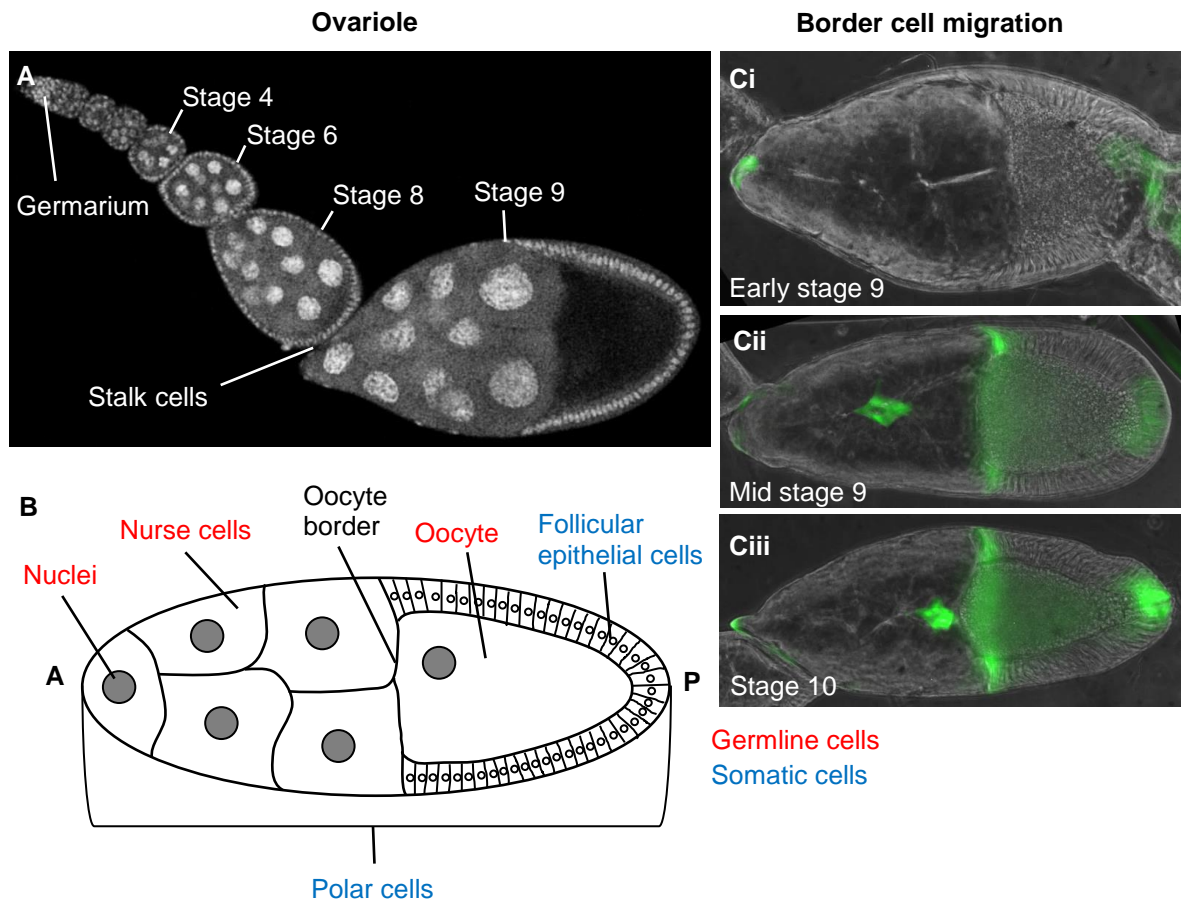 Ovariole
Border cell migration
A
Stage 4
Stage 6
Stage 8
Stage 9
Germarium
Stalk cells
Ci
Early stage 9
Cii
Mid stage 9
Ciii
Stage 10
B
Nuclei
Nurse cells
Oocyte
border
Oocyte
Follicular
epithelial cells
A
P
Polar cells
Germline cells
Somatic cells